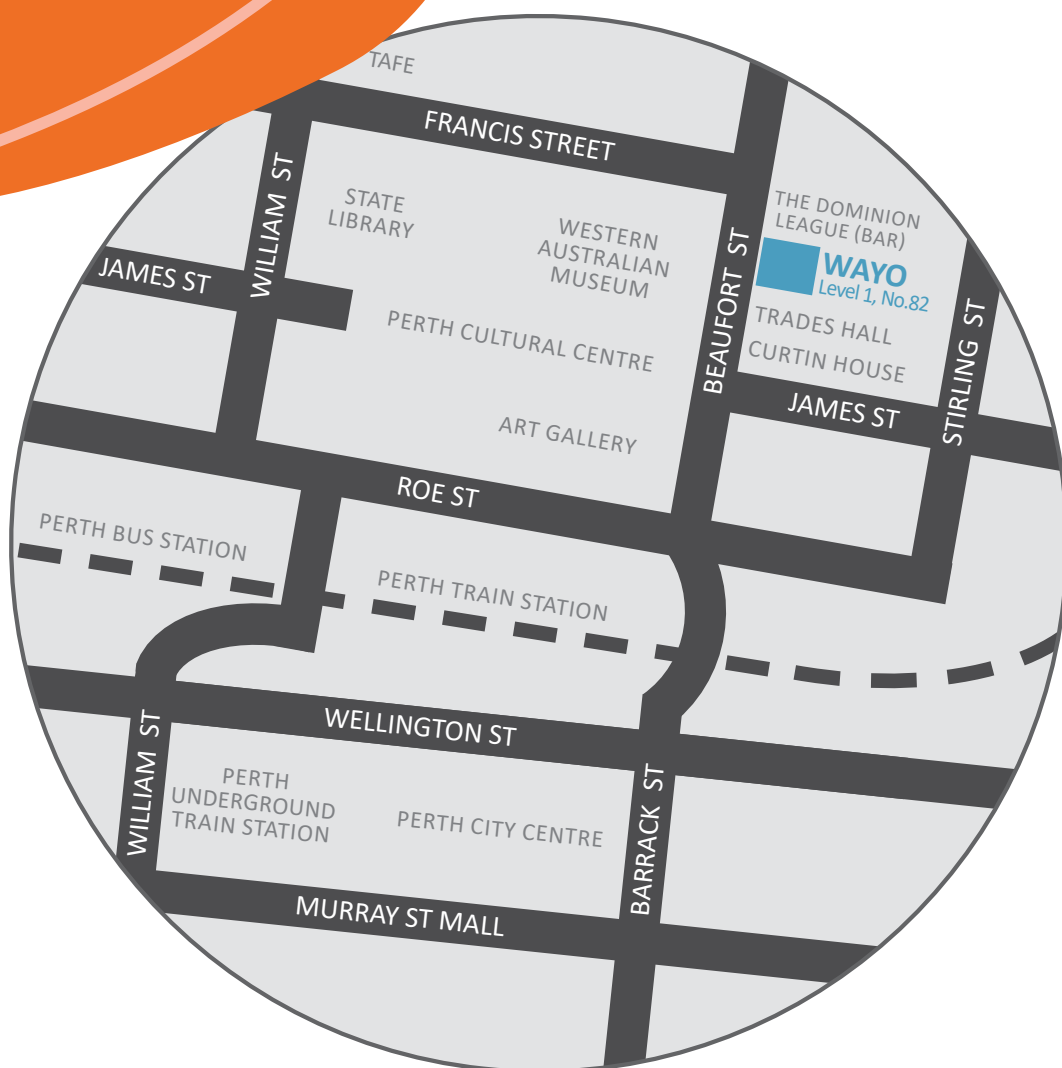 TAFE
FRANCIS STREET
WILLIAM ST
STATE
LIBRARY
WESTERN
AUSTRALIAN
MUSEUM
BEAUFORT ST
THE DOMINION
LEAGUE (BAR)
WAYO
Level 1, No.82
TRADES HALL
CURTIN HOUSE
STIRLING ST
JAMES ST
PERTH CULTURAL CENTRE
JAMES ST
ART GALLERY
ROE ST
PERTH BUS STATION
PERTH TRAIN STATION
WELLINGTON ST
WILLIAM ST
PERTH
UNDERGROUND
TRAIN STATION
PERTH CITY CENTRE
BARRACK ST
MURRAY ST MALL